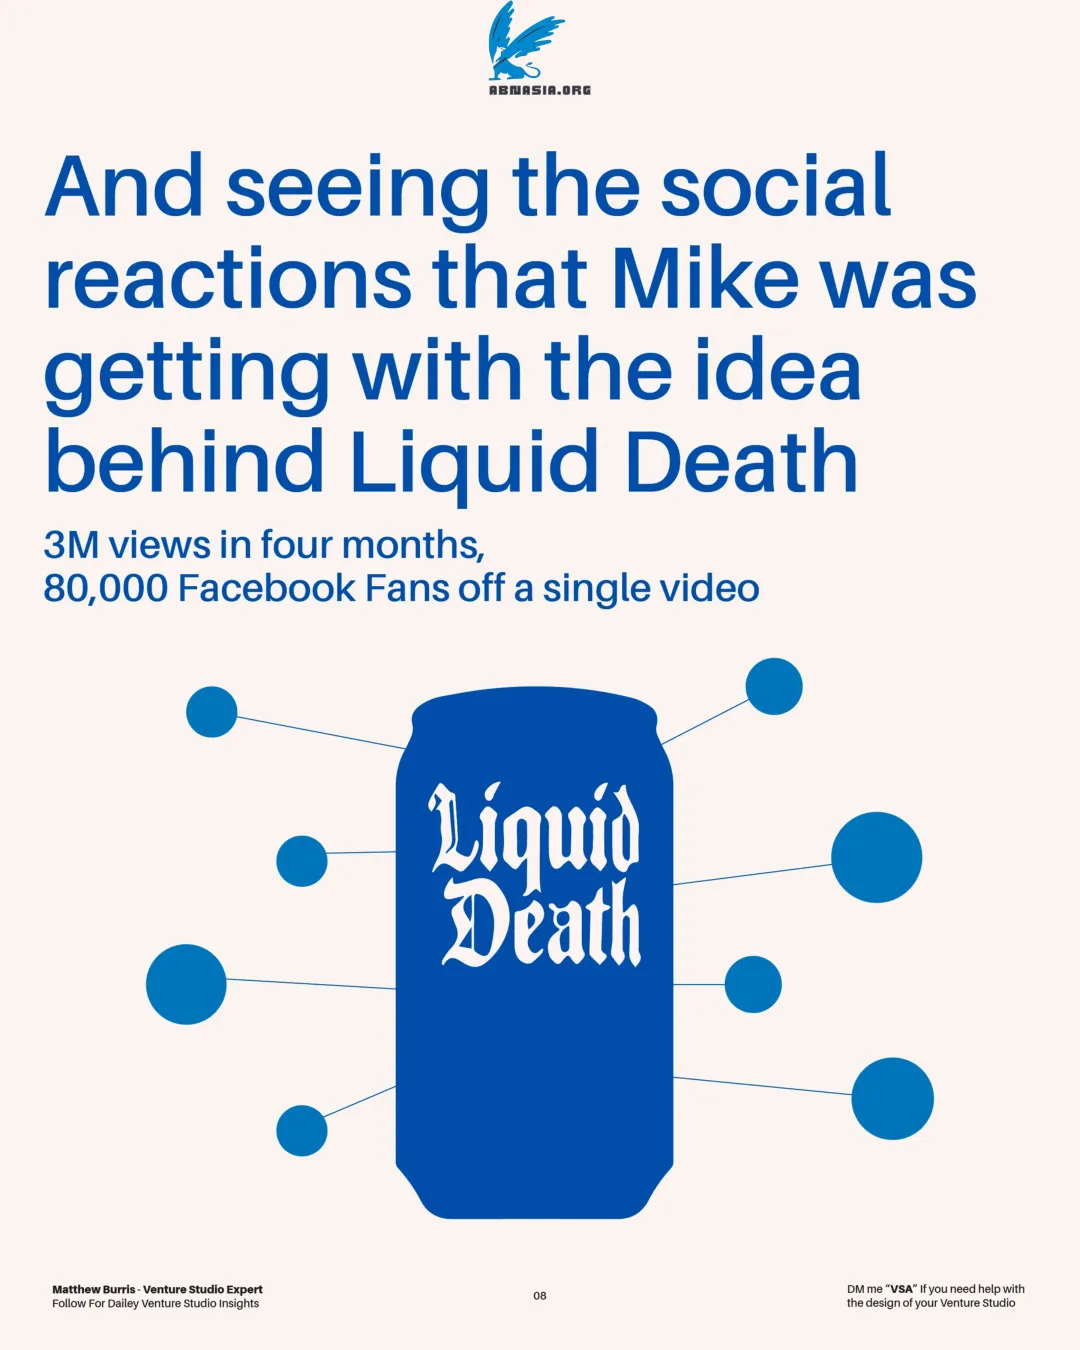 ABNASIA.ORG
And seeing the social
reactions that Mike was
getting with the idea
behind Liquid Death
3M views in four months,
80,000 Facebook Fans off a single video
Liquid
Death
Matthew Burris - Venture Studio Expert
Follow For Dailey Venture Studio Insights
08
DM me “VSA” If you need help with
the design of your Venture Studio